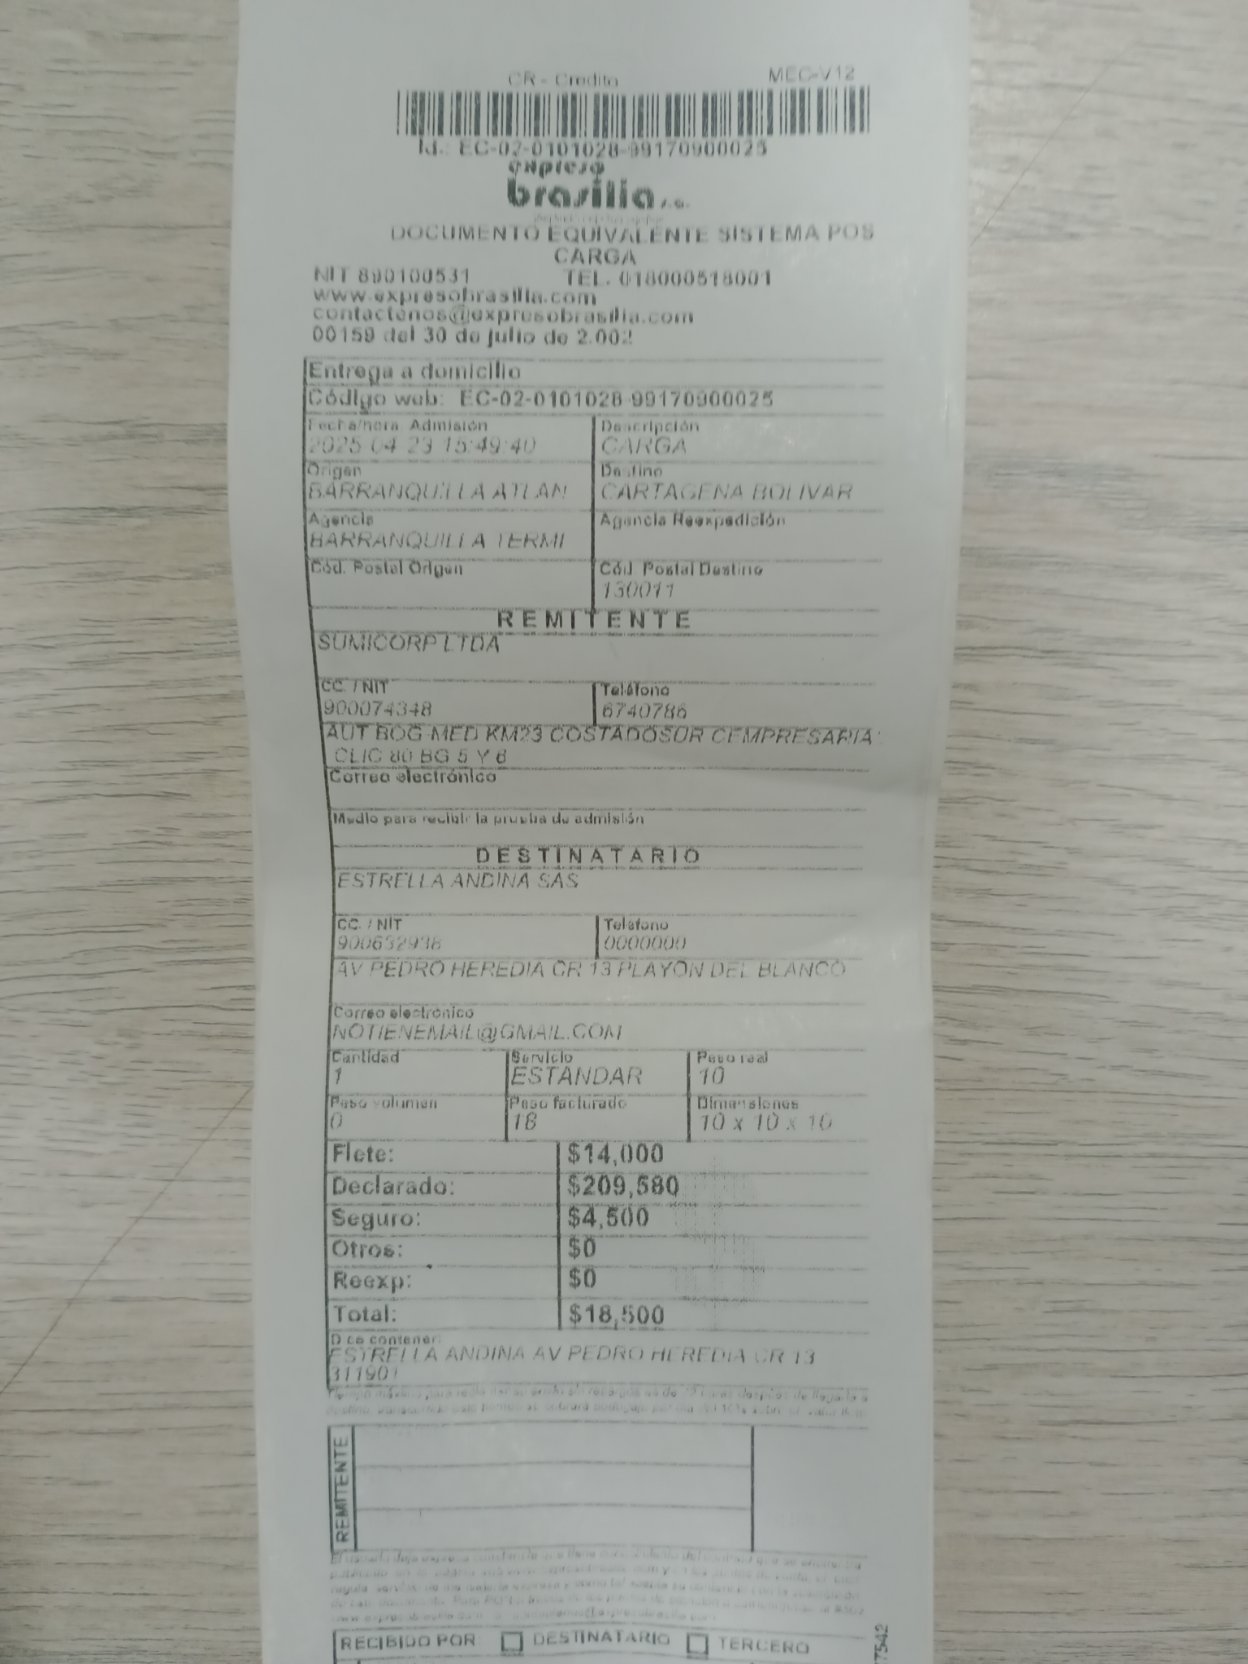 CR - Credito MEC-V12
Id.: EC-02-0101028-99170900025
expreso
brasilia s.a.
DOCUMENTO EQUIVALENTE SISTEMA POS
CARGA
NIT 890100531 TEL. 018000518001
www.expresobrasilia.com
contactenos@expresobrasilia.com
00159 del 30 de julio de 2.002
Entrega a domicilio
Código web: EC-02-0101028-99170900025
Fecha/hora Admisión Descripción
2025 04 23 15:49:40 CARGA
Origen Destino
BARRANQUILLA ATLAN CARTAGENA BOLIVAR
Agencia Agencia Reexpedición
BARRANQUILLA TERMI
Cód. Postal Origen Cód. Postal Destino
130011
REMITENTE
SUMICORP LTDA
CC. / NIT Teléfono
900074348 6740786
AUT BOG-MED KM23 COSTADOSUR CEMPRESARIA
CLIC 80 BG 5 Y 6
Correo electrónico
Medio para recibir la prueba de admisión
DESTINATARIO
ESTRELLA ANDINA SAS
CC. / NIT Teléfono
900632938 0000000
AV PEDRO HEREDIA CR 13 PLAYON DEL BLANCO
Correo electrónico
NOTIENEMAIL@GMAIL.COM
Cantidad Servicio Peso real
1 ESTANDAR 10
Peso volumen Peso facturado Dimensiones
0 18 10 x 10 x 10
Flete: $14,000
Declarado: $209,580
Seguro: $4,500
Otros: $0
Reexp: $0
Total: $18,500
Dice contener:
ESTRELLA ANDINA AV PEDRO HEREDIA CR 13
311901
REMITENTE
RECIBIDO POR DESTINATARIO TERCERO
7542